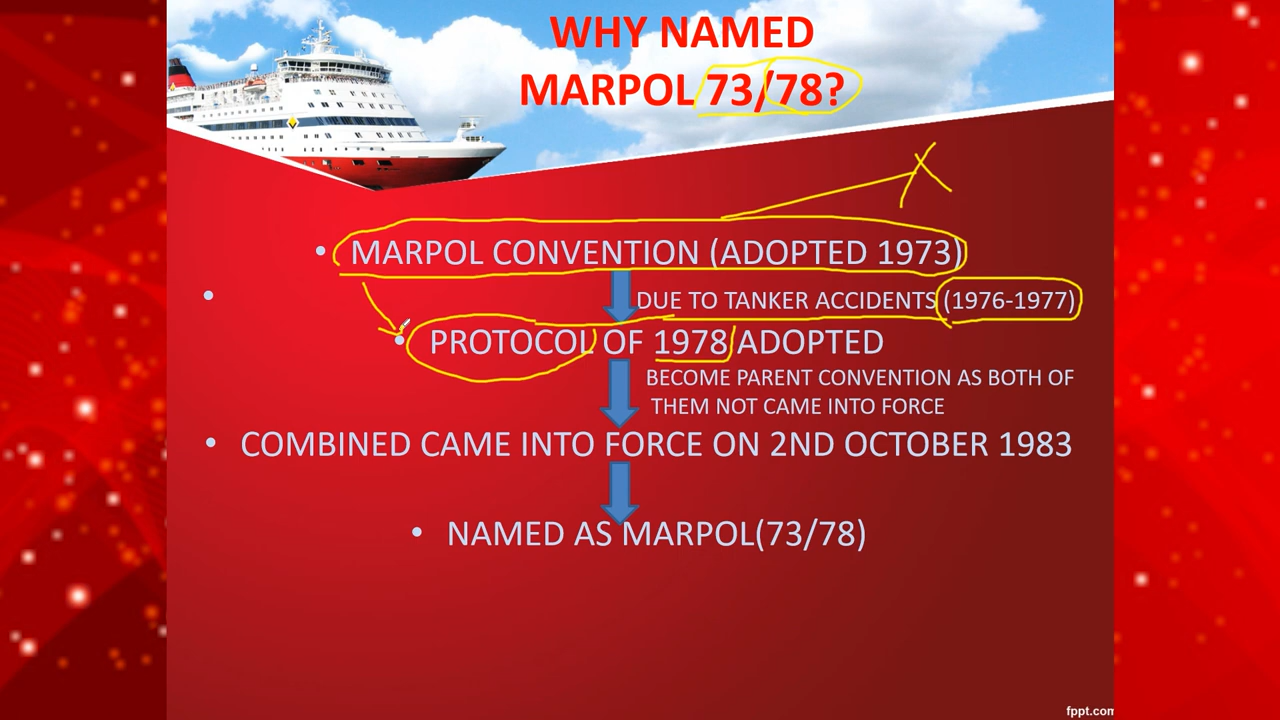 WHY NAMED
MARPOL 73/78?
• MARPOL CONVENTION (ADOPTED 1973)
• DUE TO TANKER ACCIDENTS (1976-1977)
• PROTOCOL OF 1978 ADOPTED
BECOME PARENT CONVENTION AS BOTH OF
THEM NOT CAME INTO FORCE
• COMBINED CAME INTO FORCE ON 2ND OCTOBER 1983
• NAMED AS MARPOL(73/78)
fppt.com